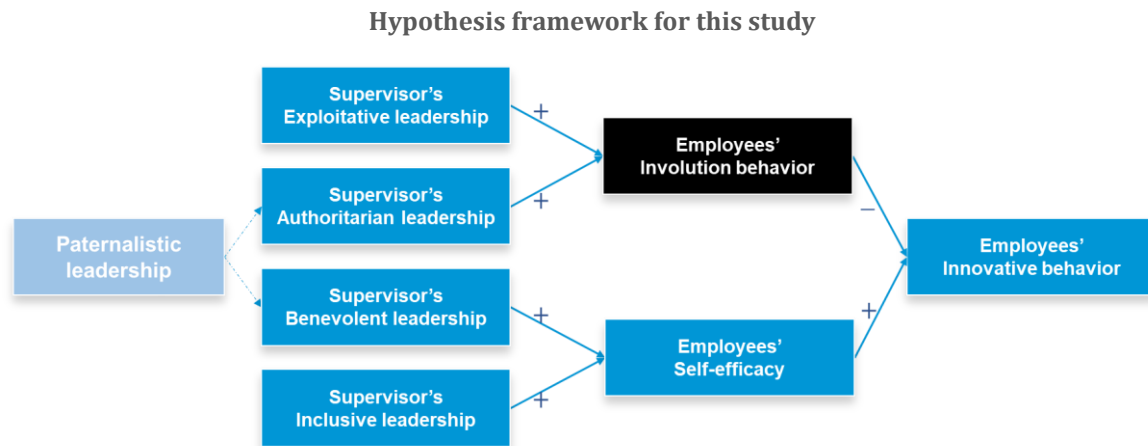 Hypothesis framework for this study
Supervisor's
Exploitative leadership
+
Employees'
Involution behavior
Supervisor's
Authoritarian leadership
+
−
Paternalistic
leadership
Employees'
Innovative behavior
Supervisor's
Benevolent leadership
+
+
Employees'
Self-efficacy
Supervisor's
Inclusive leadership
+